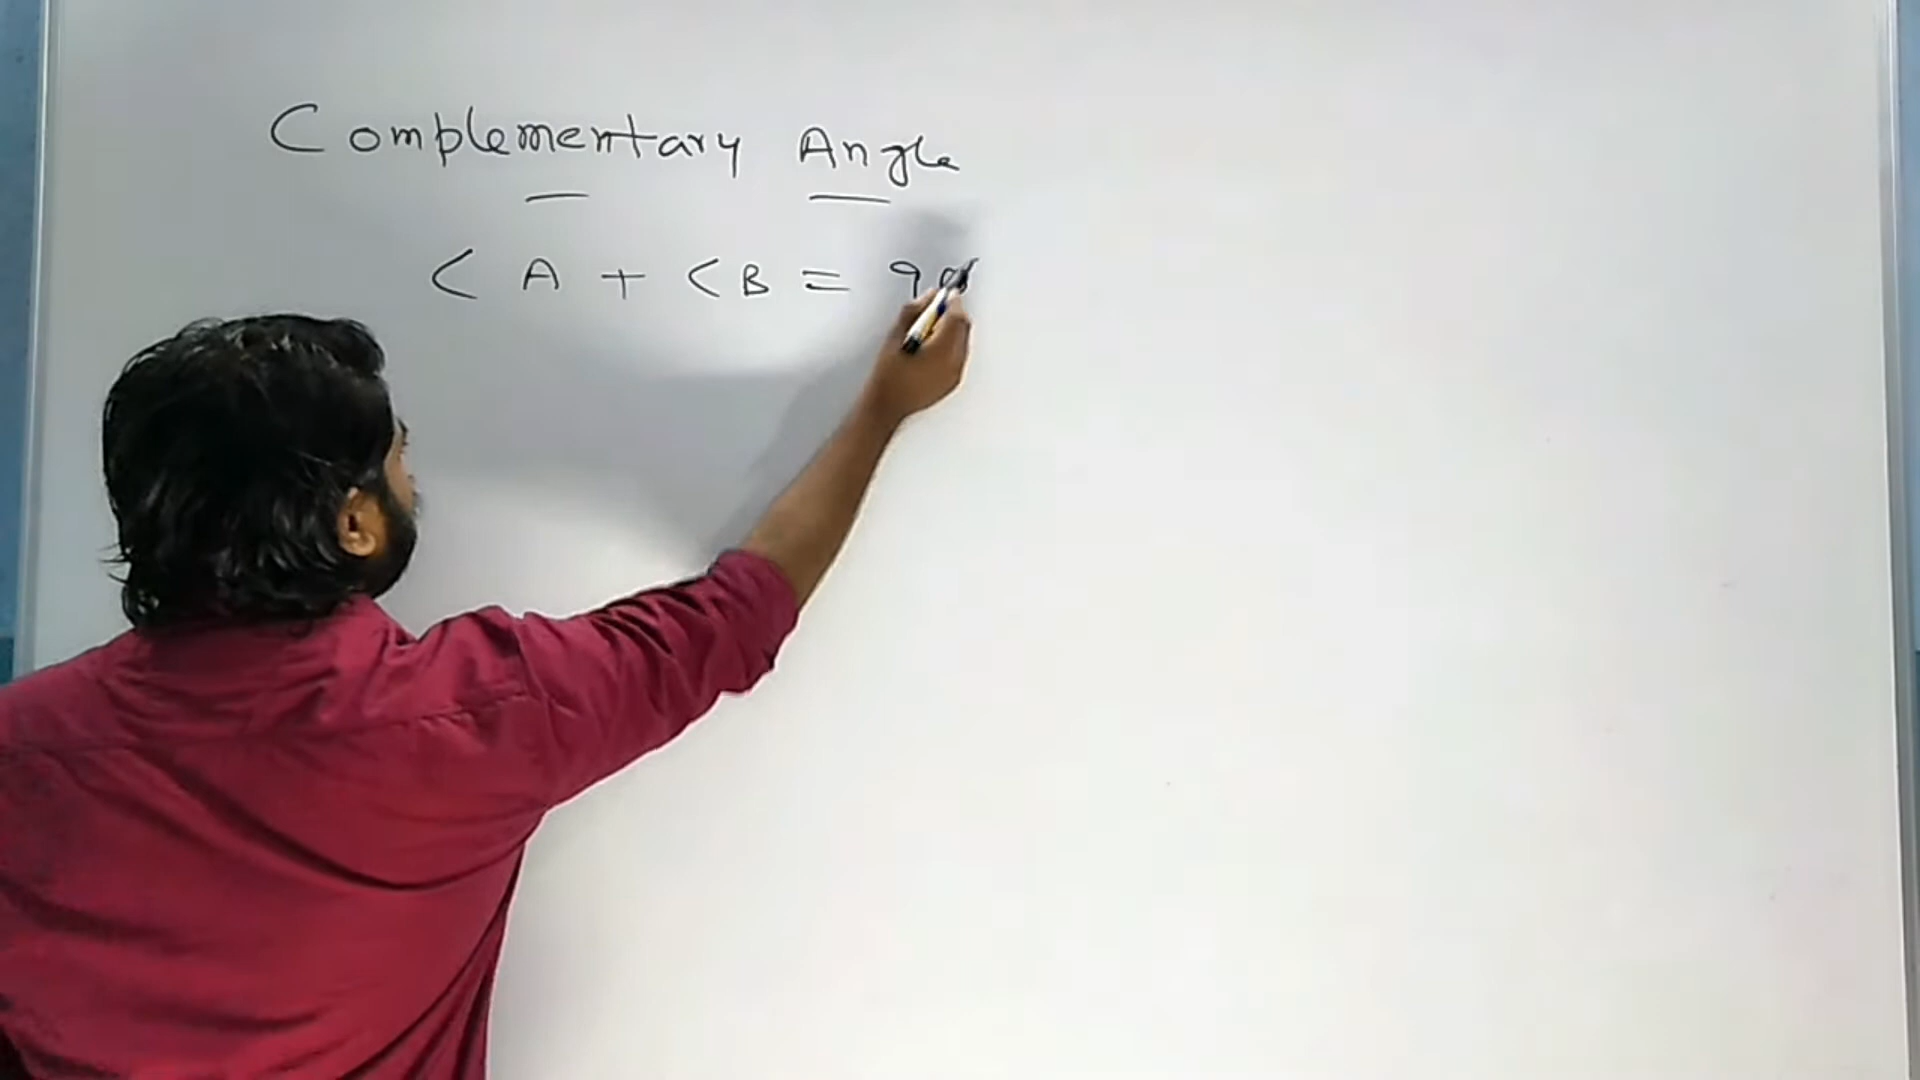 Complementary Angle
< A + < B = 90